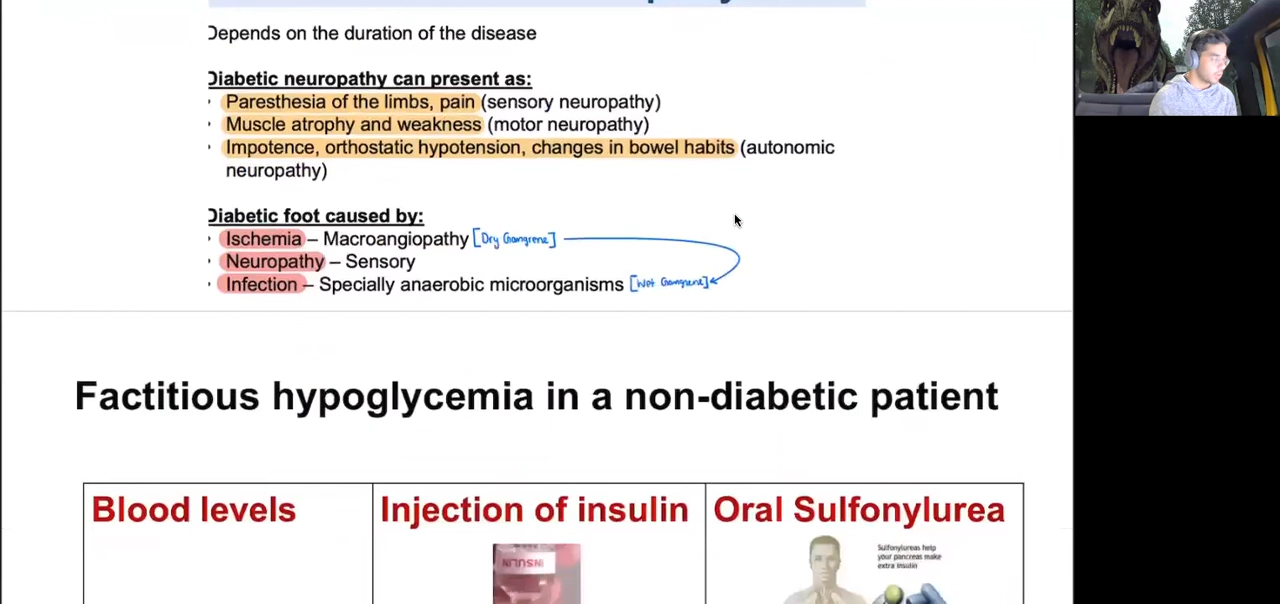 Depends on the duration of the disease
Diabetic neuropathy can present as:
· Paresthesia of the limbs, pain (sensory neuropathy)
· Muscle atrophy and weakness (motor neuropathy)
· Impotence, orthostatic hypotension, changes in bowel habits (autonomic
neuropathy)
Diabetic foot caused by:
· Ischemia – Macroangiopathy [Dry Gangrene]
· Neuropathy – Sensory
· Infection – Specially anaerobic microorganisms [Wet Gangrene]
Factitious hypoglycemia in a non-diabetic patient
Blood levels
Injection of insulin
Oral Sulfonylurea
INSULIN
Sulfonylureas help
your pancreas make
extra insulin